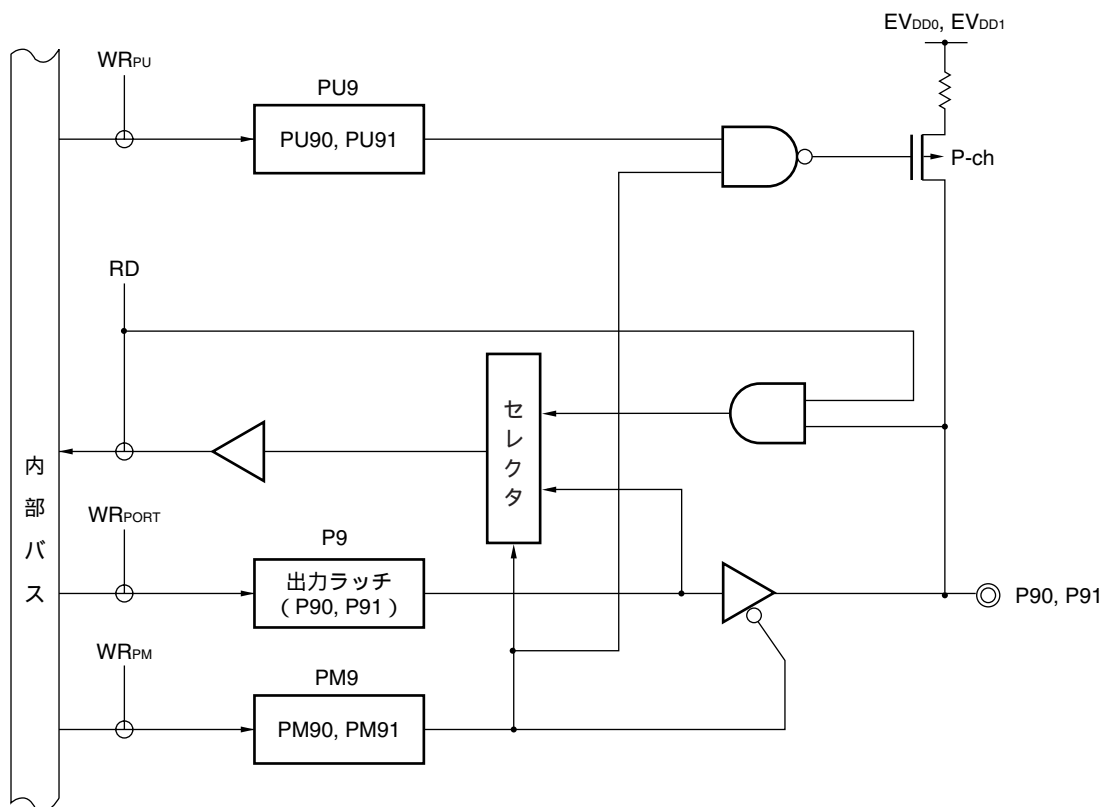 EVDD0, EVDD1
WRPU
PU9
PU90, PU91
P-ch
RD
セレクタ
内部バス
WRPORT
P9
出力ラッチ
( P90, P91 )
P90, P91
WRPM
PM9
PM90, PM91